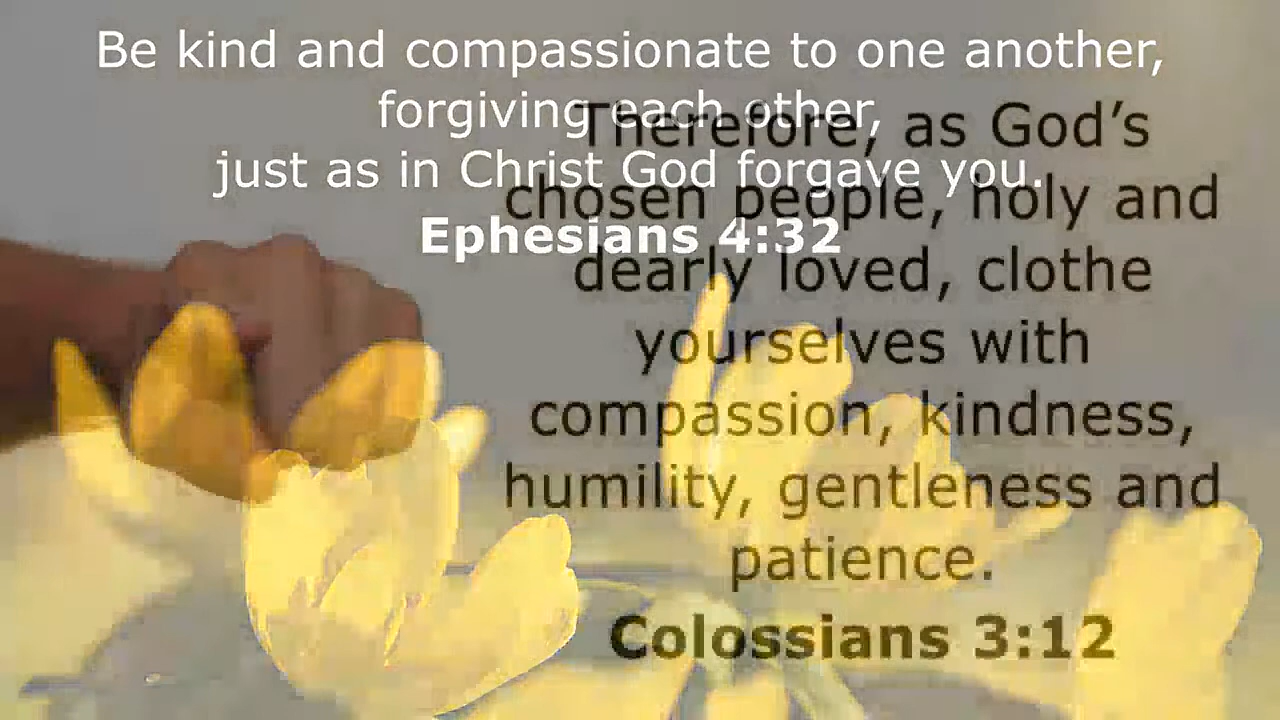 Be kind and compassionate to one another,
forgiving each other,
just as in Christ God forgave you.
Ephesians 4:32
Therefore, as God’s
chosen people, holy and
dearly loved, clothe
yourselves with
compassion, kindness,
humility, gentleness and
patience.
Colossians 3:12